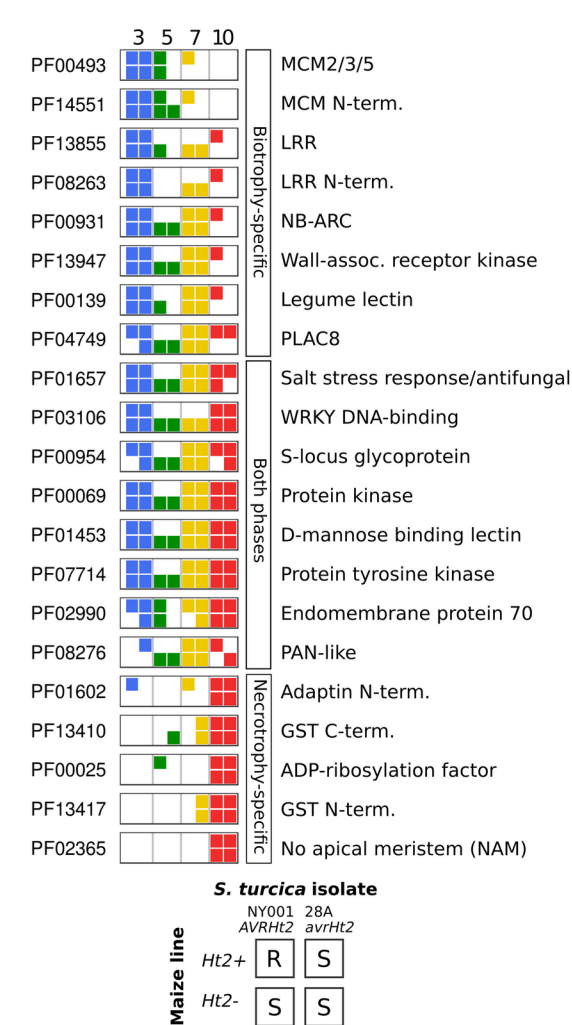 3 5 7 10
PF00493 MCM2/3/5
PF14551 MCM N-term.
PF13855 LRR
PF08263 LRR N-term.
PF00931 NB-ARC
PF13947 Wall-assoc. receptor kinase
PF00139 Legume lectin
PF04749 PLAC8
Biotrophy-specific
PF01657 Salt stress response/antifungal
PF03106 WRKY DNA-binding
PF00954 S-locus glycoprotein
PF00069 Protein kinase
PF01453 D-mannose binding lectin
PF07714 Protein tyrosine kinase
PF02990 Endomembrane protein 70
PF08276 PAN-like
Both phases
PF01602 Adaptin N-term.
PF13410 GST C-term.
PF00025 ADP-ribosylation factor
PF13417 GST N-term.
PF02365 No apical meristem (NAM)
Necrotrophy-specific
S. turcica isolate
NY001 28A
AVRHt2 avrHt2
Maize line
Ht2+ R S
Ht2- S S